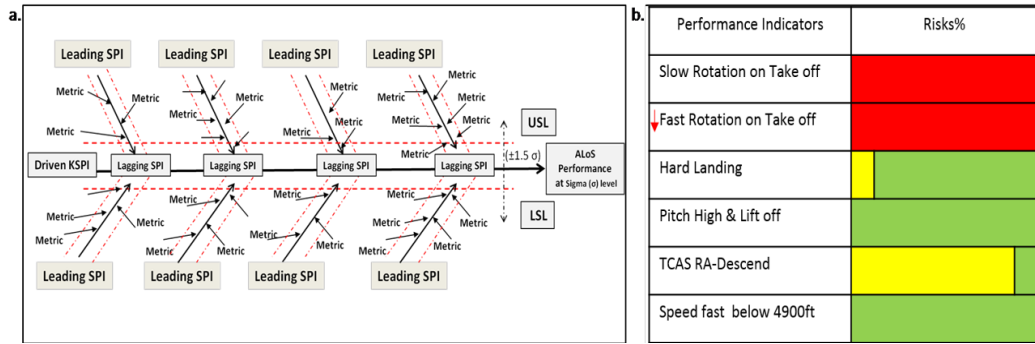 a.
Leading SPI Leading SPI Leading SPI Leading SPI
Metric Metric Metric Metric
Metric Metric Metric Metric
Metric Metric Metric Metric
USL
Driven KSPI Lagging SPI Lagging SPI Lagging SPI Lagging SPI (±1.5 σ) ALoS
Performance
at Sigma (σ) level
LSL
Metric Metric Metric Metric
Metric Metric Metric Metric
Metric Metric Metric Metric
Leading SPI Leading SPI Leading SPI Leading SPI
b.
Performance Indicators Risks%
Slow Rotation on Take off
Fast Rotation on Take off
Hard Landing
Pitch High & Lift off
TCAS RA-Descend
Speed fast below 4900ft